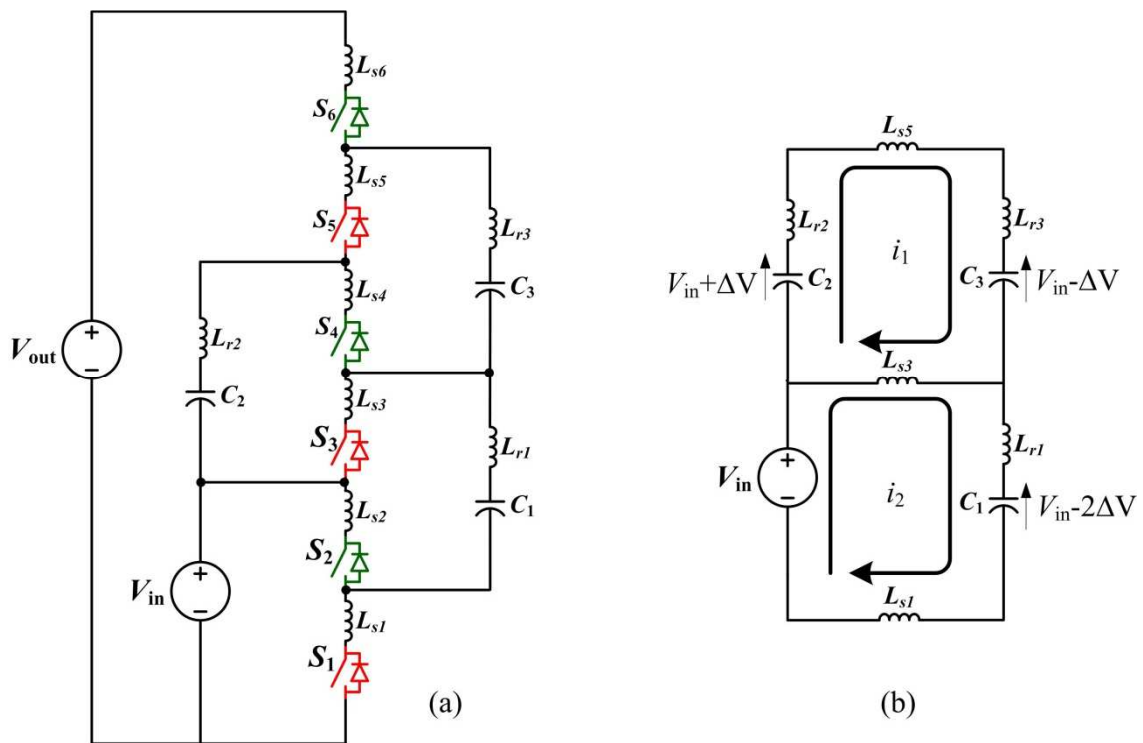 Ls6
S6
Ls5
S5
Lr3
C3
Ls4
Lr2
S4
C2
Ls3
S3
Lr1
C1
Ls2
S2
Ls1
S1
Vout
+
−
Vin
+
−
(a)
Ls5
Lr2
Lr3
i1
Vin+ΔV
C2
C3
Vin-ΔV
Ls3
Lr1
Vin
+
−
i2
C1
Vin-2ΔV
Ls1
(b)